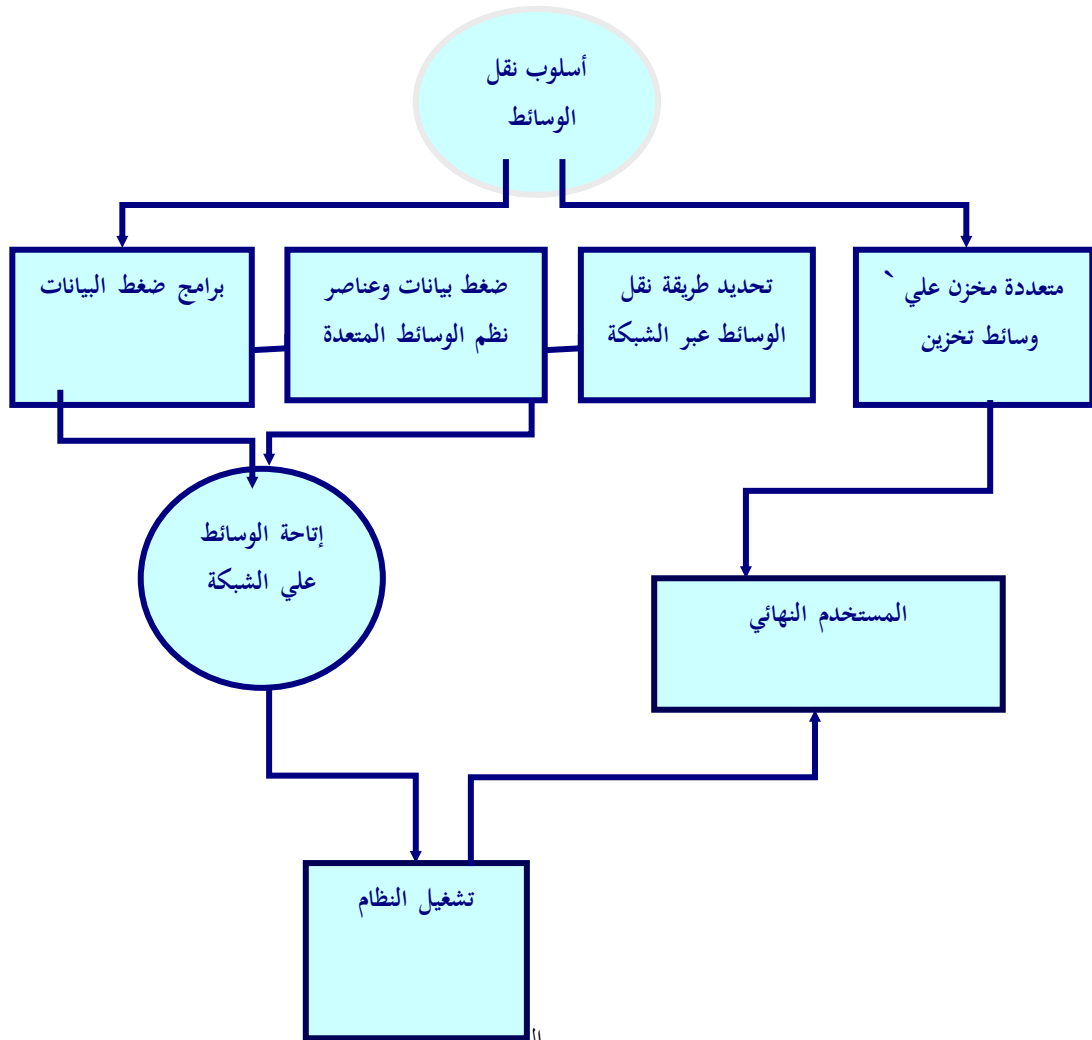 أسلوب نقل
الوسائط
متعددة مخزن علي `
وسائط تخزين
تحديد طريقة نقل
الوسائط عبر الشبكة
ضغط بيانات وعناصر
نظم الوسائط المتعدة
برامج ضغط البيانات
إتاحة الوسائط
علي الشبكة
المستخدم النهائي
تشغيل النظام
ال